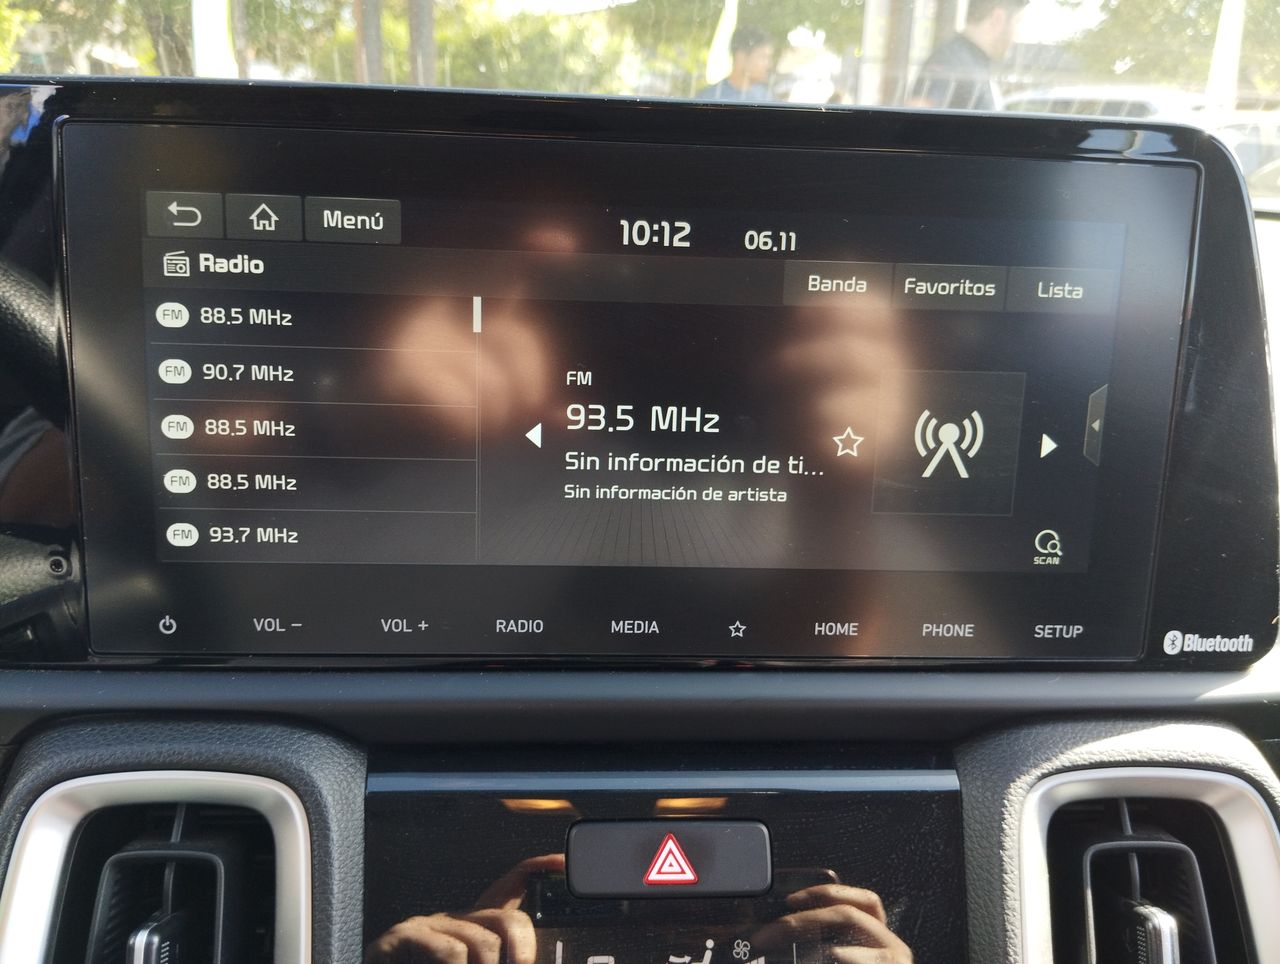 Menú
10:12 06.11
Radio
Banda Favoritos Lista
FM 88.5 MHz
FM 90.7 MHz
FM 88.5 MHz
FM 88.5 MHz
FM 93.7 MHz
FM
93.5 MHz
Sin información de ti...
Sin información de artista
SCAN
VOL − VOL + RADIO MEDIA HOME PHONE SETUP
Bluetooth